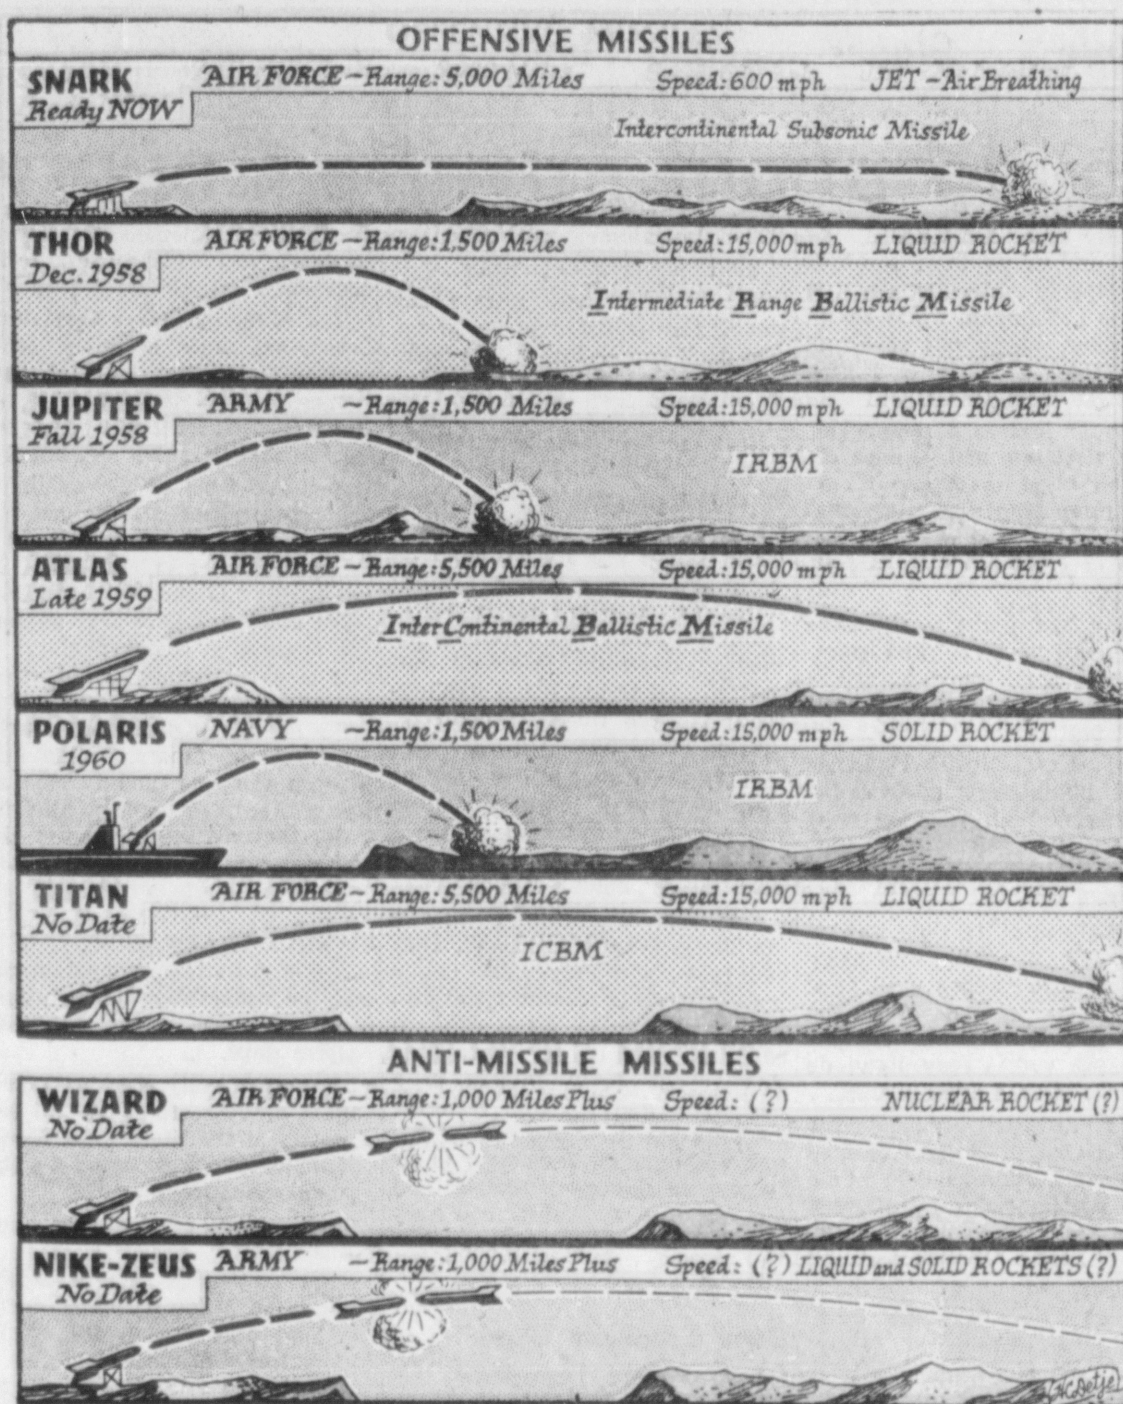 OFFENSIVE MISSILES
SNARK AIR FORCE - Range: 5,000 Miles Speed: 600 mph JET - Air Breathing
Ready NOW
Intercontinental Subsonic Missile
THOR AIR FORCE - Range: 1,500 Miles Speed: 15,000 mph LIQUID ROCKET
Dec. 1958
Intermediate Range Ballistic Missile
JUPITER ARMY - Range: 1,500 Miles Speed: 15,000 mph LIQUID ROCKET
Fall 1958
IRBM
ATLAS AIR FORCE - Range: 5,500 Miles Speed: 15,000 mph LIQUID ROCKET
Late 1959
InterContinental Ballistic Missile
POLARIS NAVY - Range: 1,500 Miles Speed: 15,000 mph SOLID ROCKET
1960
IRBM
TITAN AIR FORCE - Range: 5,500 Miles Speed: 15,000 mph LIQUID ROCKET
No Date
ICBM
ANTI-MISSILE MISSILES
WIZARD AIR FORCE - Range: 1,000 Miles Plus Speed: (?) NUCLEAR ROCKET (?)
No Date
NIKE-ZEUS ARMY - Range: 1,000 Miles Plus Speed: (?) LIQUID and SOLID ROCKETS (?)
No Date
HCDetje